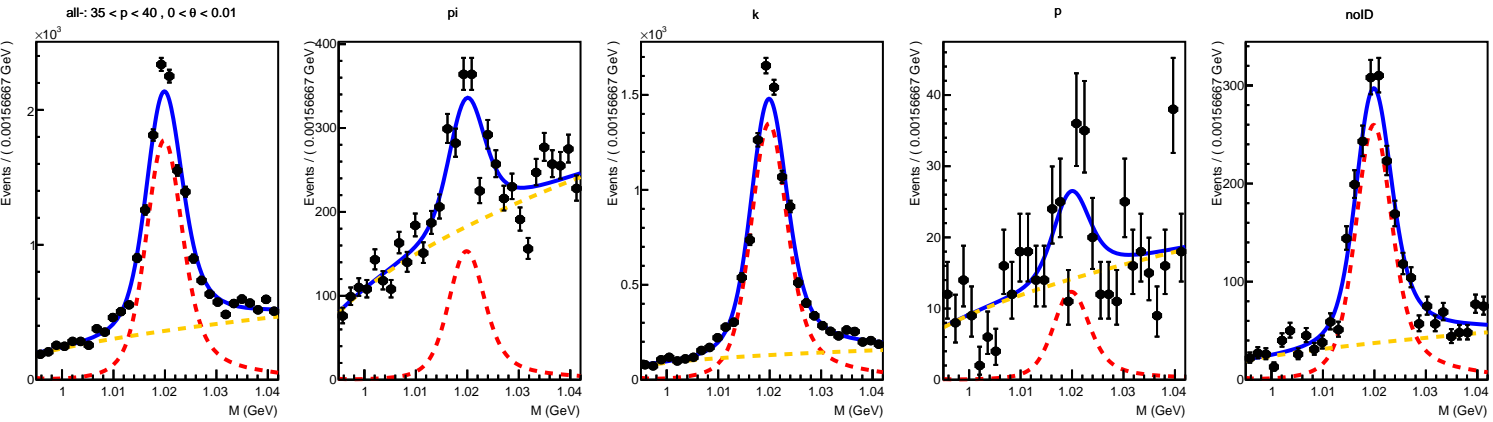 all-: 35 < p < 40 , 0 < θ < 0.01
×10³
Events / ( 0.00156667 GeV )
2
1
0
1 1.01 1.02 1.03 1.04
M (GeV)
pi
Events / ( 0.00156667 GeV )
400
300
200
100
0
1 1.01 1.02 1.03 1.04
M (GeV)
k
×10³
Events / ( 0.00156667 GeV )
1.5
1
0.5
0
1 1.01 1.02 1.03 1.04
M (GeV)
p
Events / ( 0.00156667 GeV )
40
30
20
10
0
1 1.01 1.02 1.03 1.04
M (GeV)
noID
Events / ( 0.00156667 GeV )
300
200
100
0
1 1.01 1.02 1.03 1.04
M (GeV)